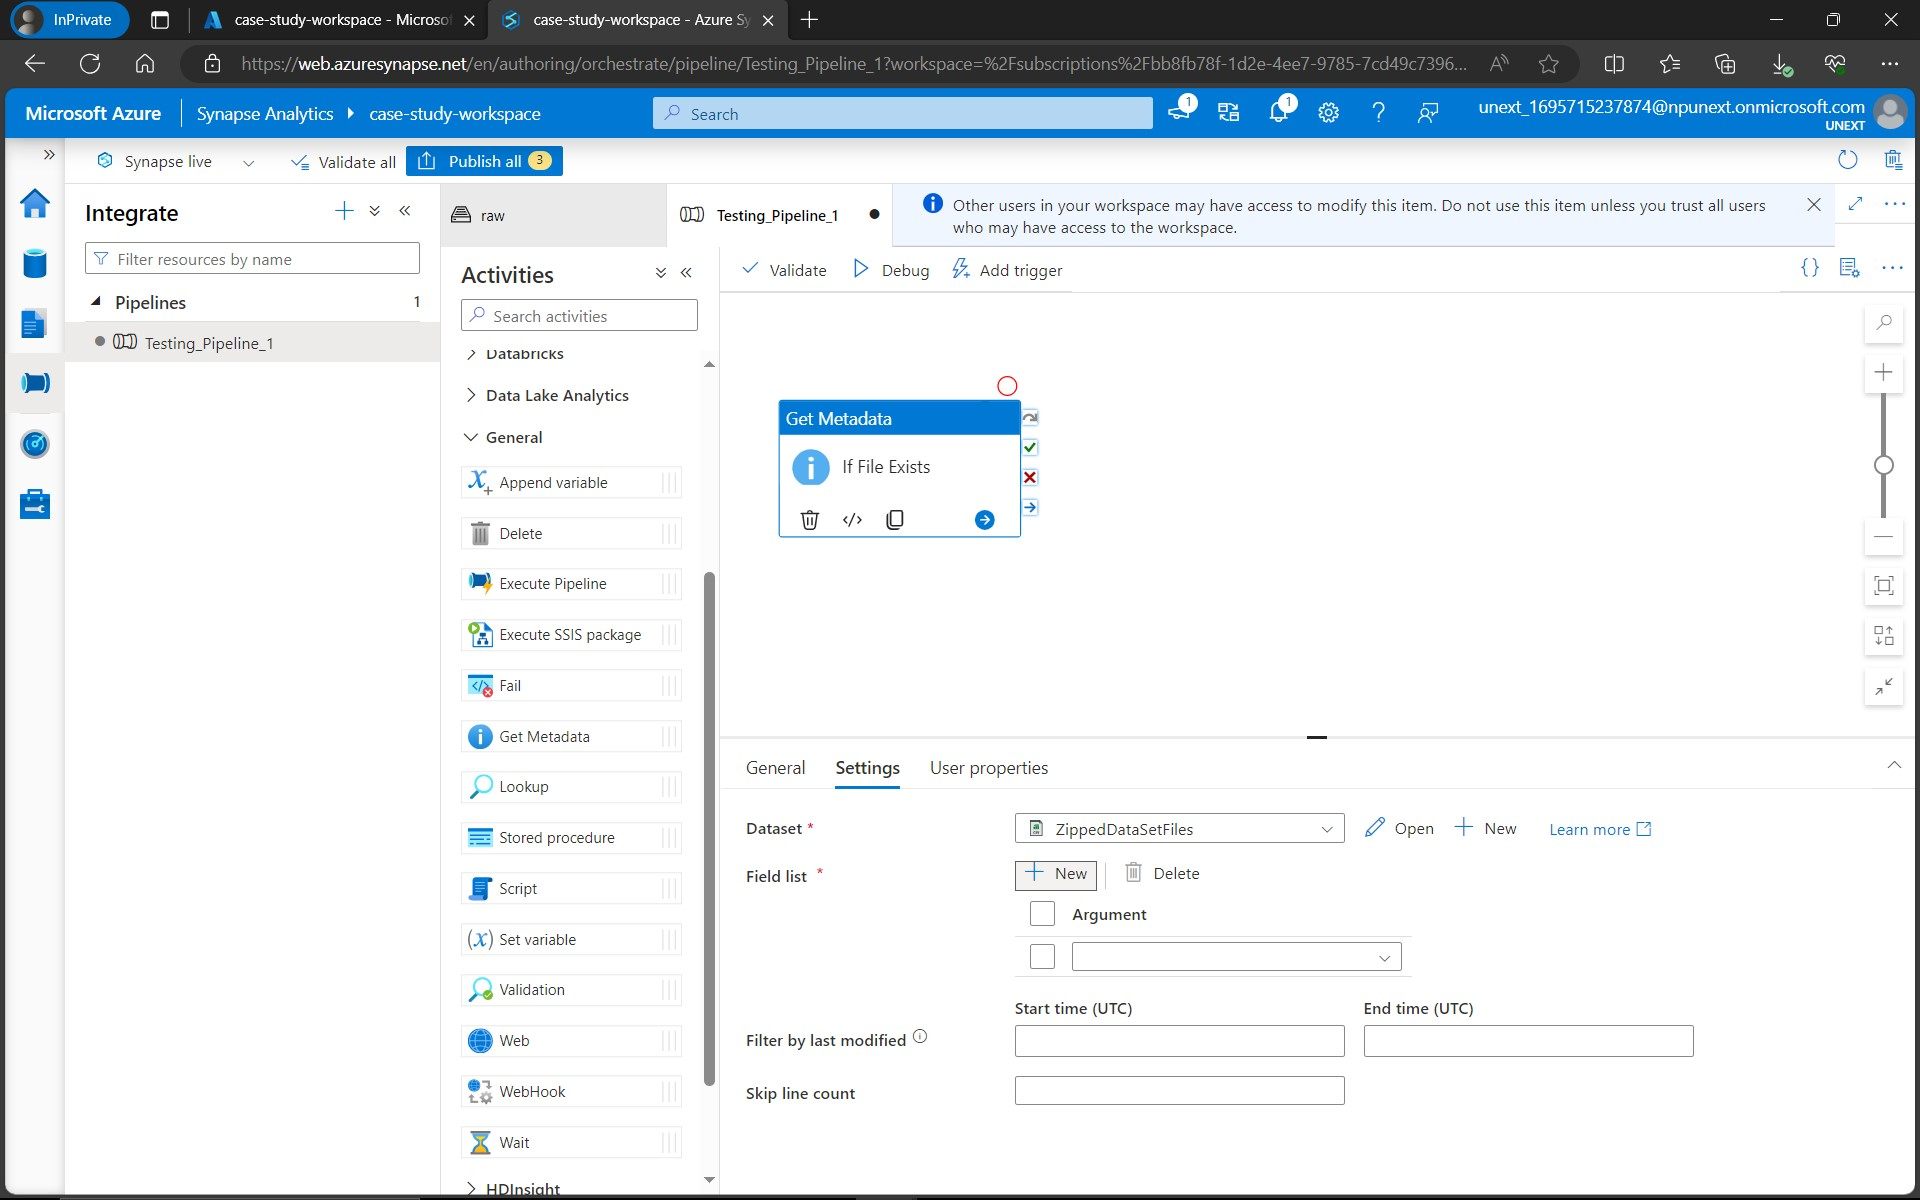 InPrivate
case-study-workspace - Microsof
case-study-workspace - Azure Sy
https://web.azuresynapse.net/en/authoring/orchestrate/pipeline/Testing_Pipeline_1?workspace=%2Fsubscriptions%2Fbb8fb78f-1d2e-4ee7-9785-7cd49c7396...
Microsoft Azure
Synapse Analytics
case-study-workspace
Search
1
1
unext_1695715237874@npunext.onmicrosoft.com
UNEXT
Synapse live
Validate all
Publish all 3
Integrate
Filter resources by name
Pipelines 1
Testing_Pipeline_1
raw
Testing_Pipeline_1
Other users in your workspace may have access to modify this item. Do not use this item unless you trust all users
who may have access to the workspace.
Activities
Search activities
Databricks
Data Lake Analytics
General
Append variable
Delete
Execute Pipeline
Execute SSIS package
Fail
Get Metadata
Lookup
Stored procedure
Script
Set variable
Validation
Web
WebHook
Wait
HDInsight
Validate
Debug
Add trigger
Get Metadata
If File Exists
General
Settings
User properties
Dataset *
ZippedDataSetFiles
Open
New
Learn more
Field list *
New
Delete
Argument
Start time (UTC)
End time (UTC)
Filter by last modified
Skip line count